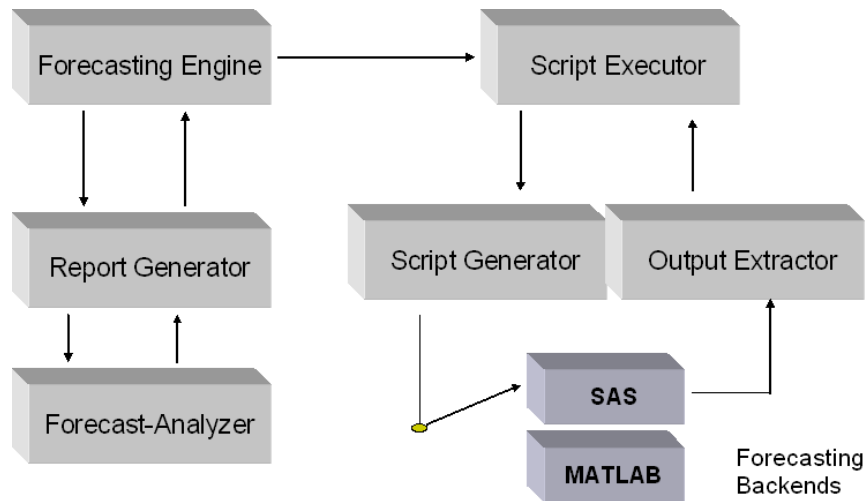 Forecasting Engine
Script Executor
Report Generator
Script Generator
Output Extractor
Forecast-Analyzer
SAS
MATLAB
Forecasting
Backends